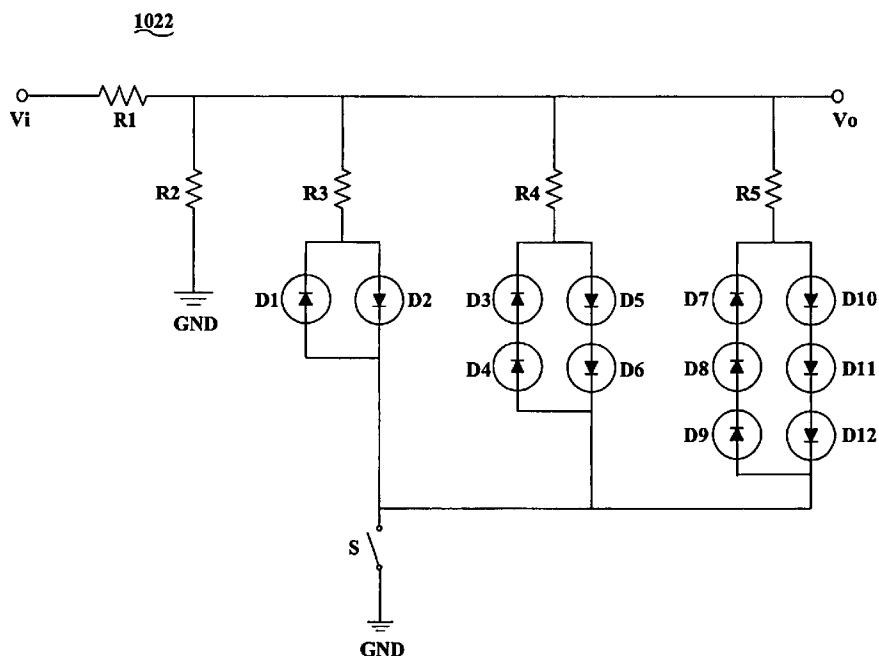 1022
Vi
R1
Vo
R2
R3
R4
R5
GND
D1
D2
D3
D5
D7
D10
D4
D6
D8
D11
D9
D12
S
GND